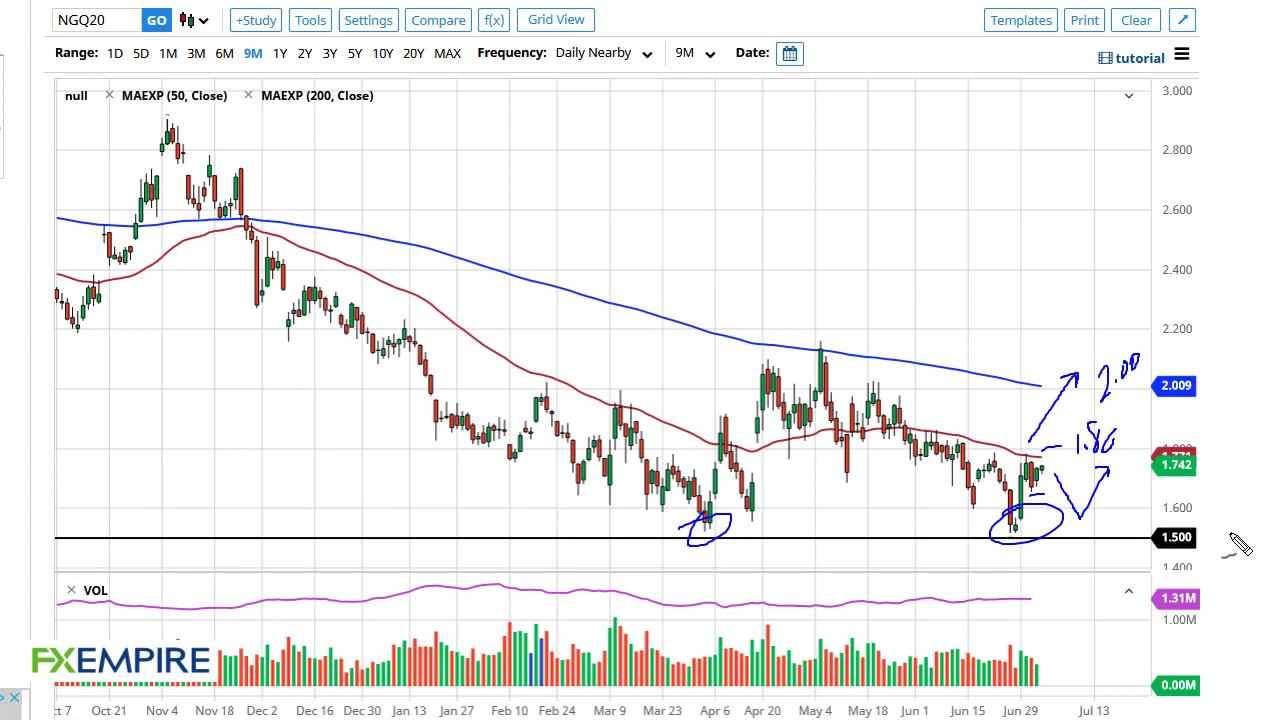 NGQ20 GO +Study Tools Settings Compare f(x) Grid View Templates Print Clear
Range: 1D 5D 1M 3M 6M 9M 1Y 2Y 3Y 5Y 10Y 20Y MAX Frequency: Daily Nearby 9M Date: tutorial
null × MAEXP (50, Close) × MAEXP (200, Close)
3.000
2.800
2.600
2.400
2.200
2.009
2.00
1.80
1.742
1.600
1.500
1.400
× VOL
1.31M
1.00M
FXEMPIRE
0.00M
ct 7 Oct 21 Nov 4 Nov 18 Dec 2 Dec 16 Dec 30 Jan 13 Jan 27 Feb 10 Feb 24 Mar 9 Mar 23 Apr 6 Apr 20 May 4 May 18 Jun 1 Jun 15 Jun 29 Jul 13